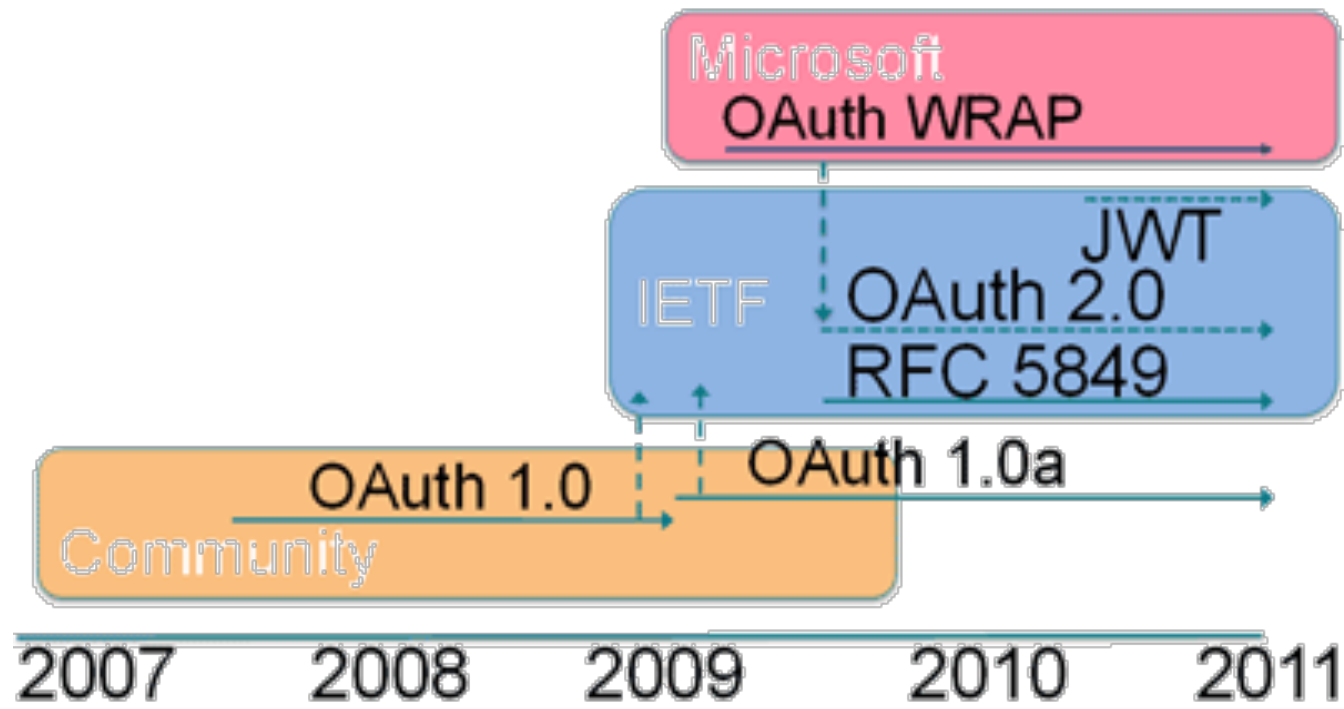 Microsoft
OAuth WRAP
JWT
IETF
OAuth 2.0
RFC 5849
OAuth 1.0a
OAuth 1.0
Community
2007 2008 2009 2010 2011